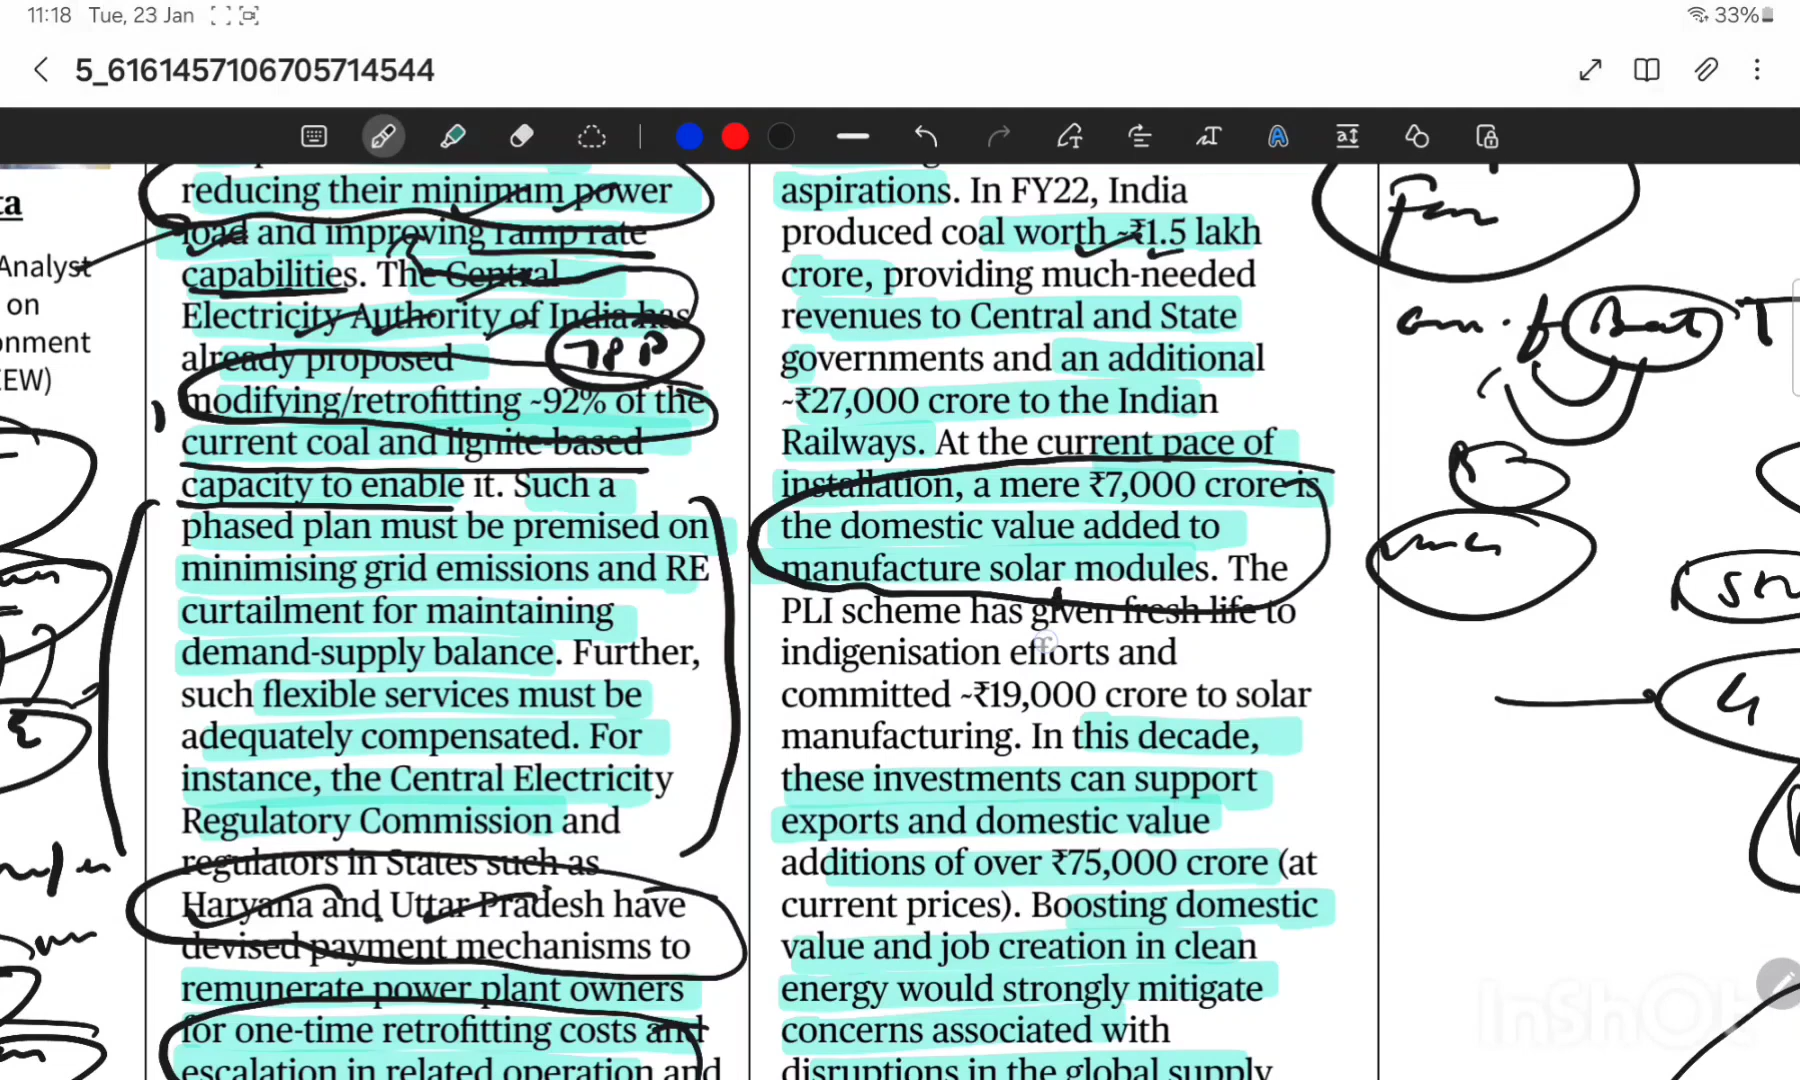 11:18 Tue, 23 Jan
33%
5_6161457106705714544
ta
Analyst
on
onment
EEW)
reducing their minimum power
load and improving ramp rate
capabilities. The Central
Electricity Authority of India has
already proposed
TPP
modifying/retrofitting ~92% of the
current coal and lignite-based
capacity to enable it. Such a
phased plan must be premised on
minimising grid emissions and RE
curtailment for maintaining
demand-supply balance. Further,
such flexible services must be
adequately compensated. For
instance, the Central Electricity
Regulatory Commission and
regulators in States such as
Haryana and Uttar Pradesh have
devised payment mechanisms to
remunerate power plant owners
for one-time retrofitting costs and
escalation in related operation and
aspirations. In FY22, India
produced coal worth ~₹1.5 lakh
crore, providing much-needed
revenues to Central and State
governments and an additional
~₹27,000 crore to the Indian
Railways. At the current pace of
installation, a mere ₹7,000 crore is
the domestic value added to
manufacture solar modules. The
PLI scheme has given fresh life to
indigenisation efforts and
committed ~₹19,000 crore to solar
manufacturing. In this decade,
these investments can support
exports and domestic value
additions of over ₹75,000 crore (at
current prices). Boosting domestic
value and job creation in clean
energy would strongly mitigate
concerns associated with
disruptions in the global supply
InShOt